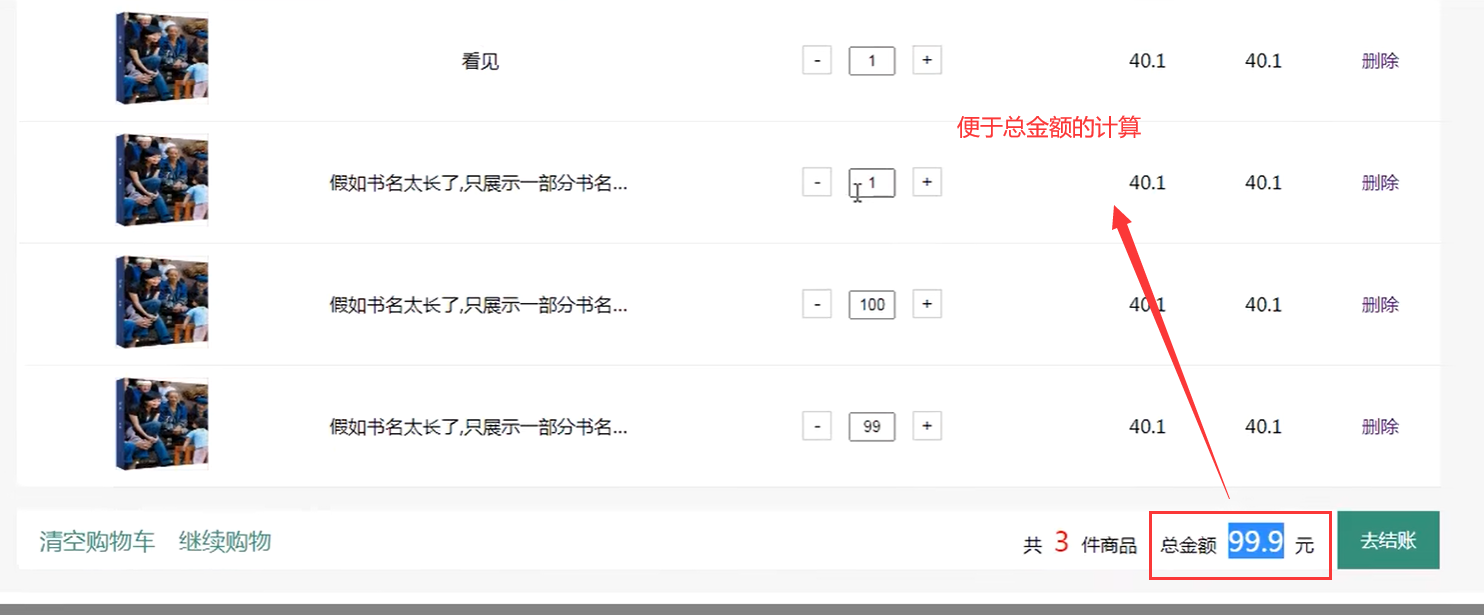 看见 - 1 + 40.1 40.1 删除
便于总金额的计算
假如书名太长了,只展示一部分书名... - 1 + 40.1 40.1 删除
假如书名太长了,只展示一部分书名... - 100 + 40.1 40.1 删除
假如书名太长了,只展示一部分书名... - 99 + 40.1 40.1 删除
清空购物车 继续购物 共 3 件商品 总金额 99.9 元 去结账